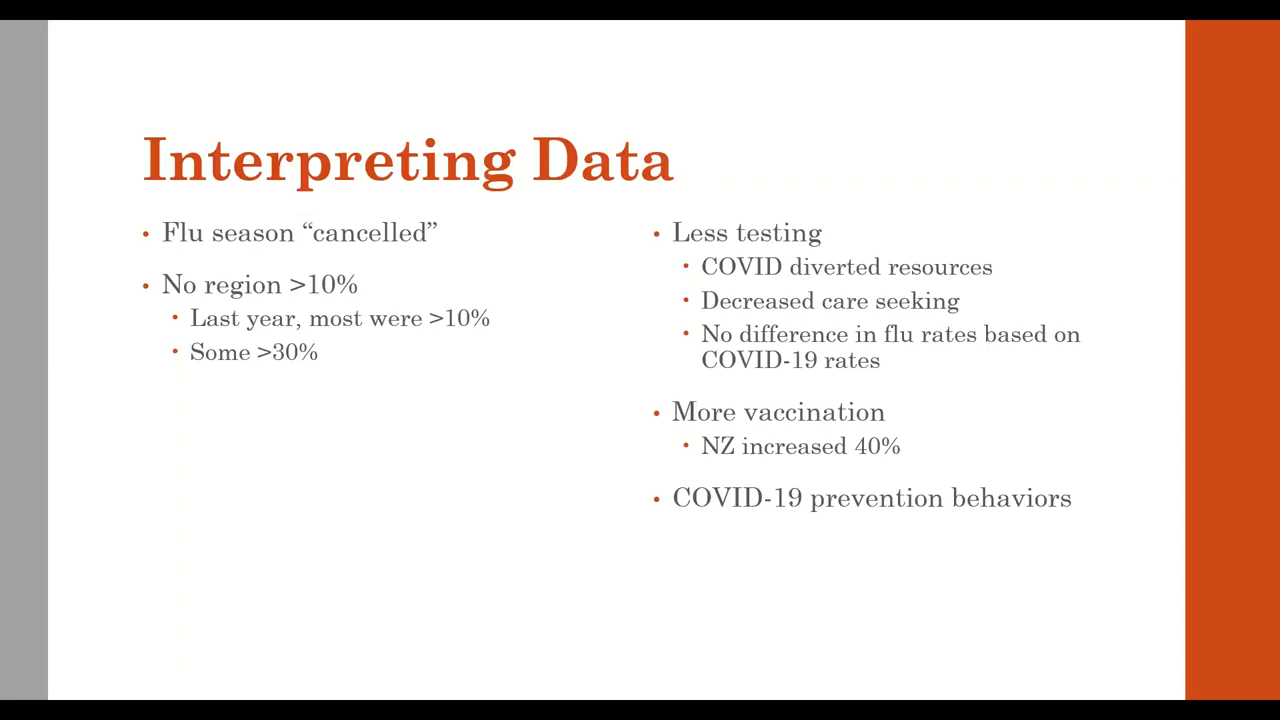 Interpreting Data
• Flu season “cancelled”
• No region >10%
• Last year, most were >10%
• Some >30%
• Less testing
• COVID diverted resources
• Decreased care seeking
• No difference in flu rates based on
COVID-19 rates
• More vaccination
• NZ increased 40%
• COVID-19 prevention behaviors